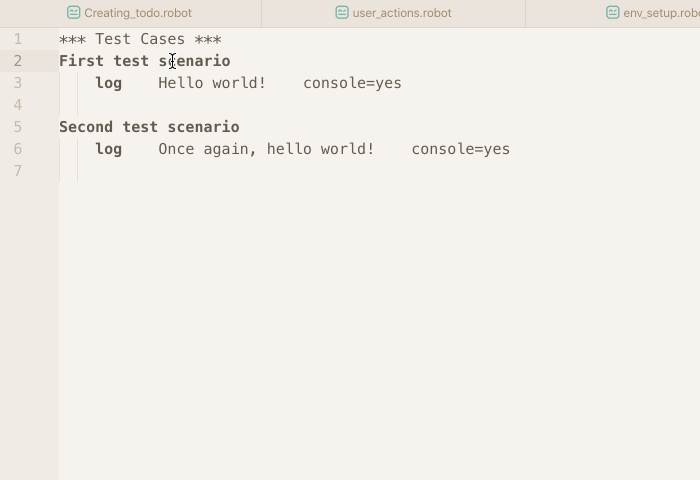 Creating_todo.robot user_actions.robot env_setup.robo
1 *** Test Cases ***
2 First test scenario
3 log Hello world! console=yes
4
5 Second test scenario
6 log Once again, hello world! console=yes
7